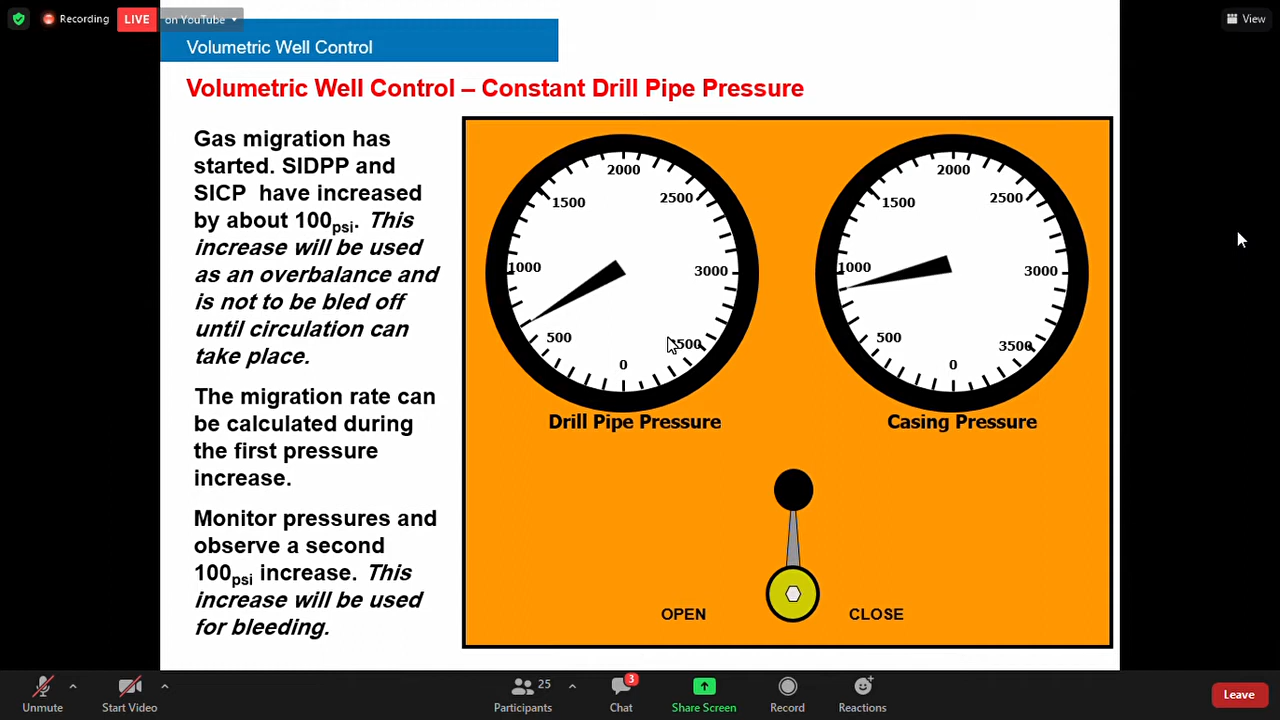 Recording
LIVE
on YouTube
View
Volumetric Well Control
Volumetric Well Control – Constant Drill Pipe Pressure
Gas migration has
started. SIDPP and
SICP have increased
by about 100psi. This
increase will be used
as an overbalance and
is not to be bled off
until circulation can
take place.
The migration rate can
be calculated during
the first pressure
increase.
Monitor pressures and
observe a second
100psi increase. This
increase will be used
for bleeding.
2000
1500
2500
1000
3000
500
0
Drill Pipe Pressure
2000
1500
2500
1000
3000
500
3500
0
Casing Pressure
OPEN
CLOSE
Unmute
Start Video
25
Participants
3
Chat
Share Screen
Record
Reactions
Leave